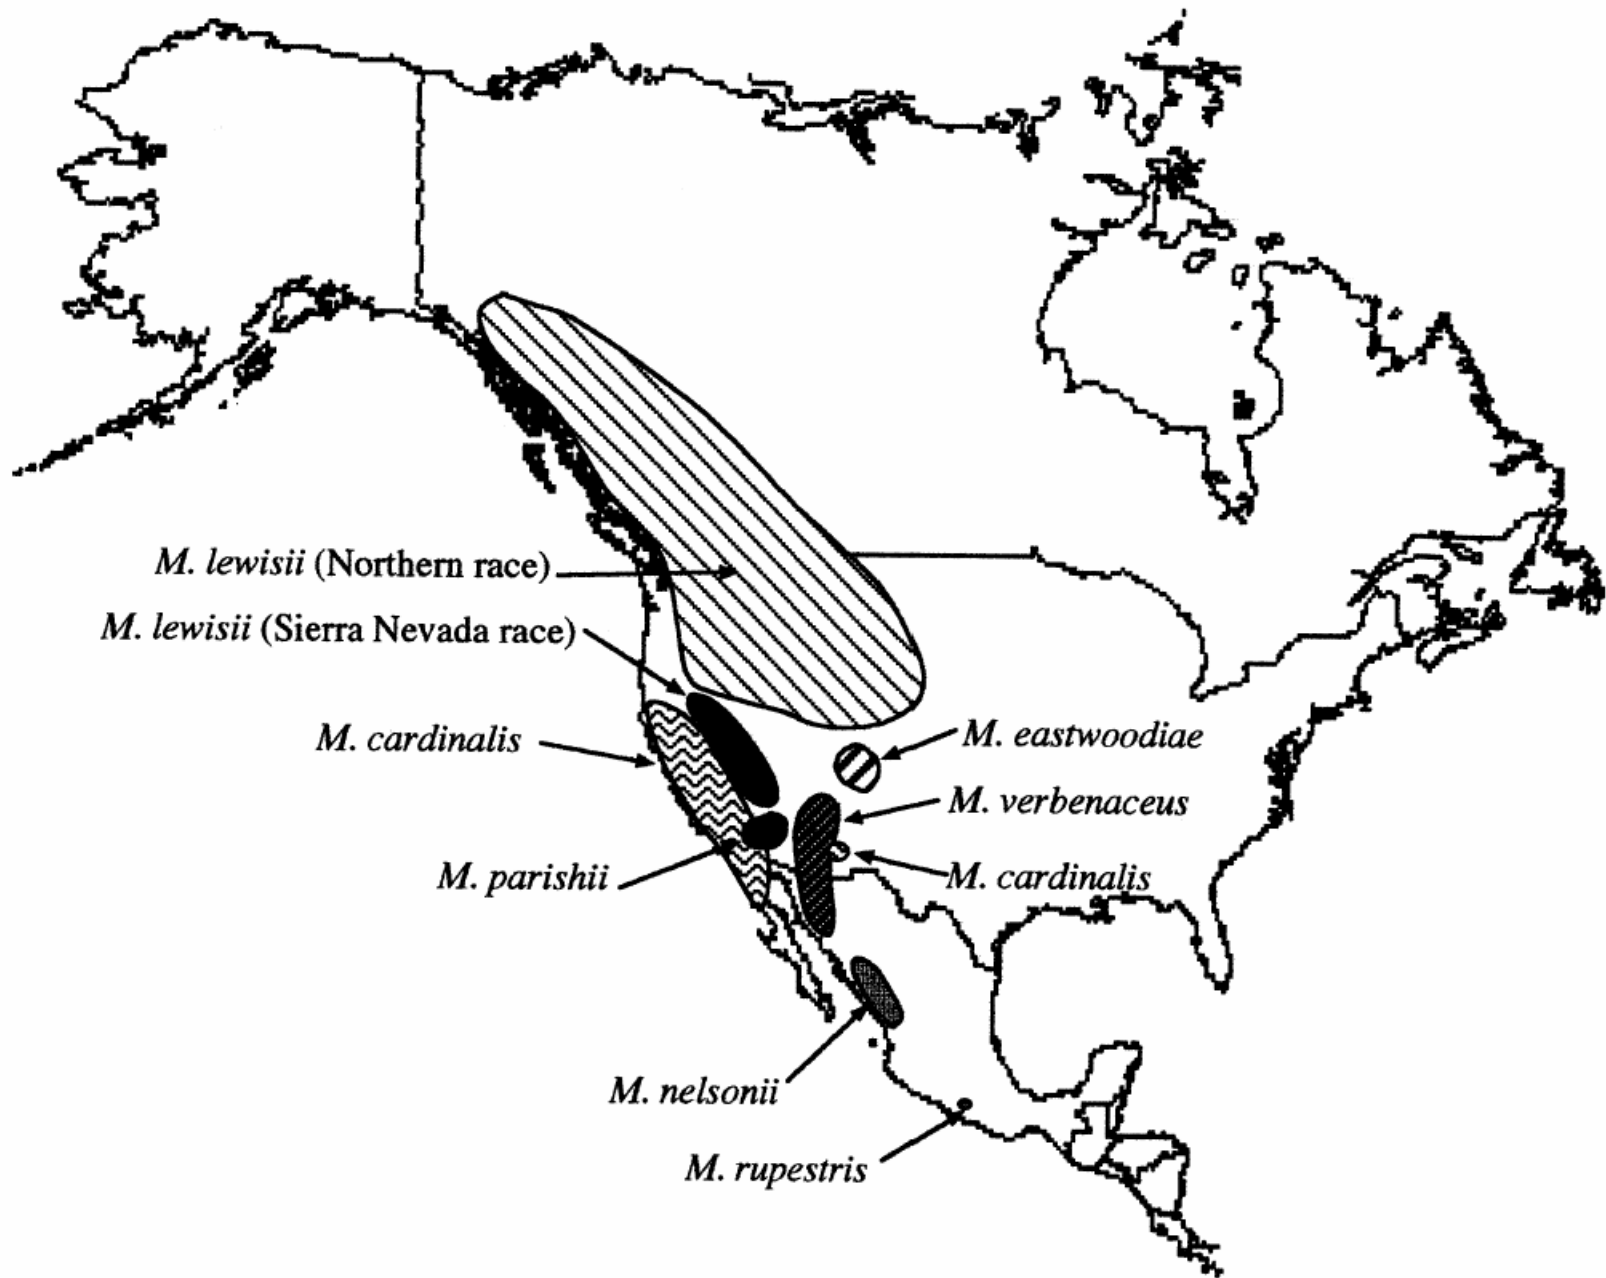 M. lewisii (Northern race)
M. lewisii (Sierra Nevada race)
M. cardinalis
M. eastwoodiae
M. verbenaceus
M. parishii
M. cardinalis
M. nelsonii
M. rupestris